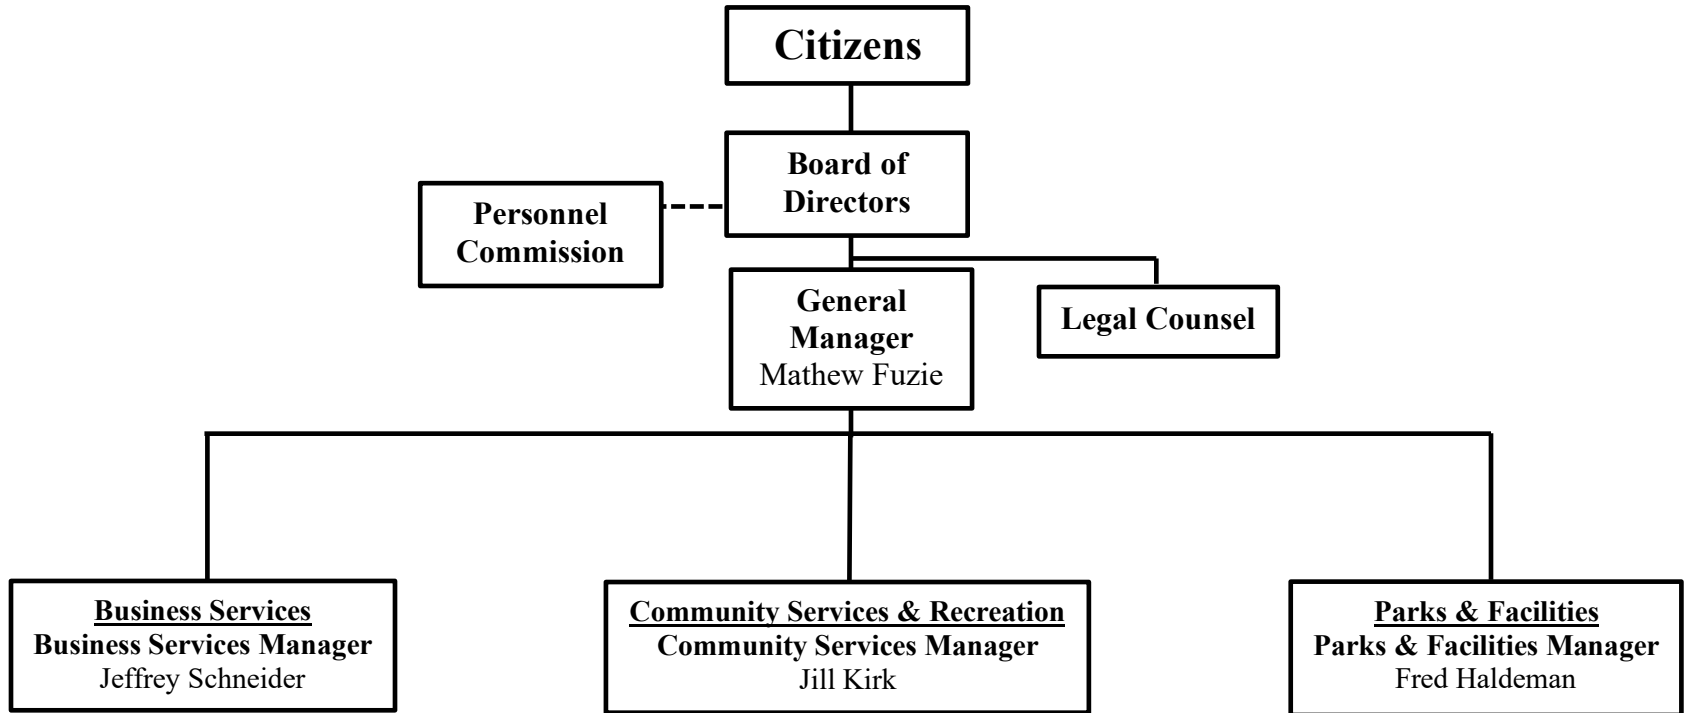 Citizens
Board of
Directors
Personnel
Commission
General
Manager
Mathew Fuzie
Legal Counsel
Business Services
Business Services Manager
Jeffrey Schneider
Community Services & Recreation
Community Services Manager
Jill Kirk
Parks & Facilities
Parks & Facilities Manager
Fred Haldeman